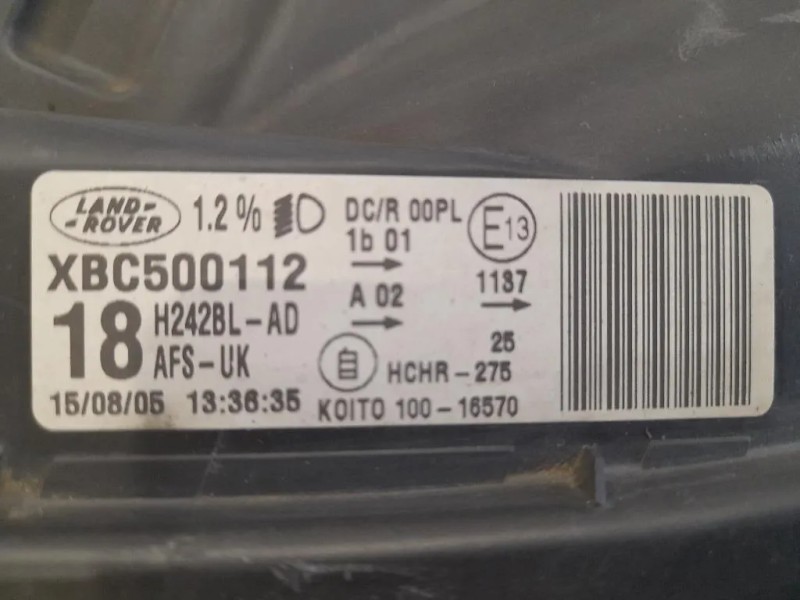 LAND-
-ROVER
1.2%
DC/R 00PL
1b 01
E13
XBC500112
A 02
1187
18
H242BL-AD
AFS-UK
25
HCHR-275
15/08/05 13:36:35
KOITO 100-16570